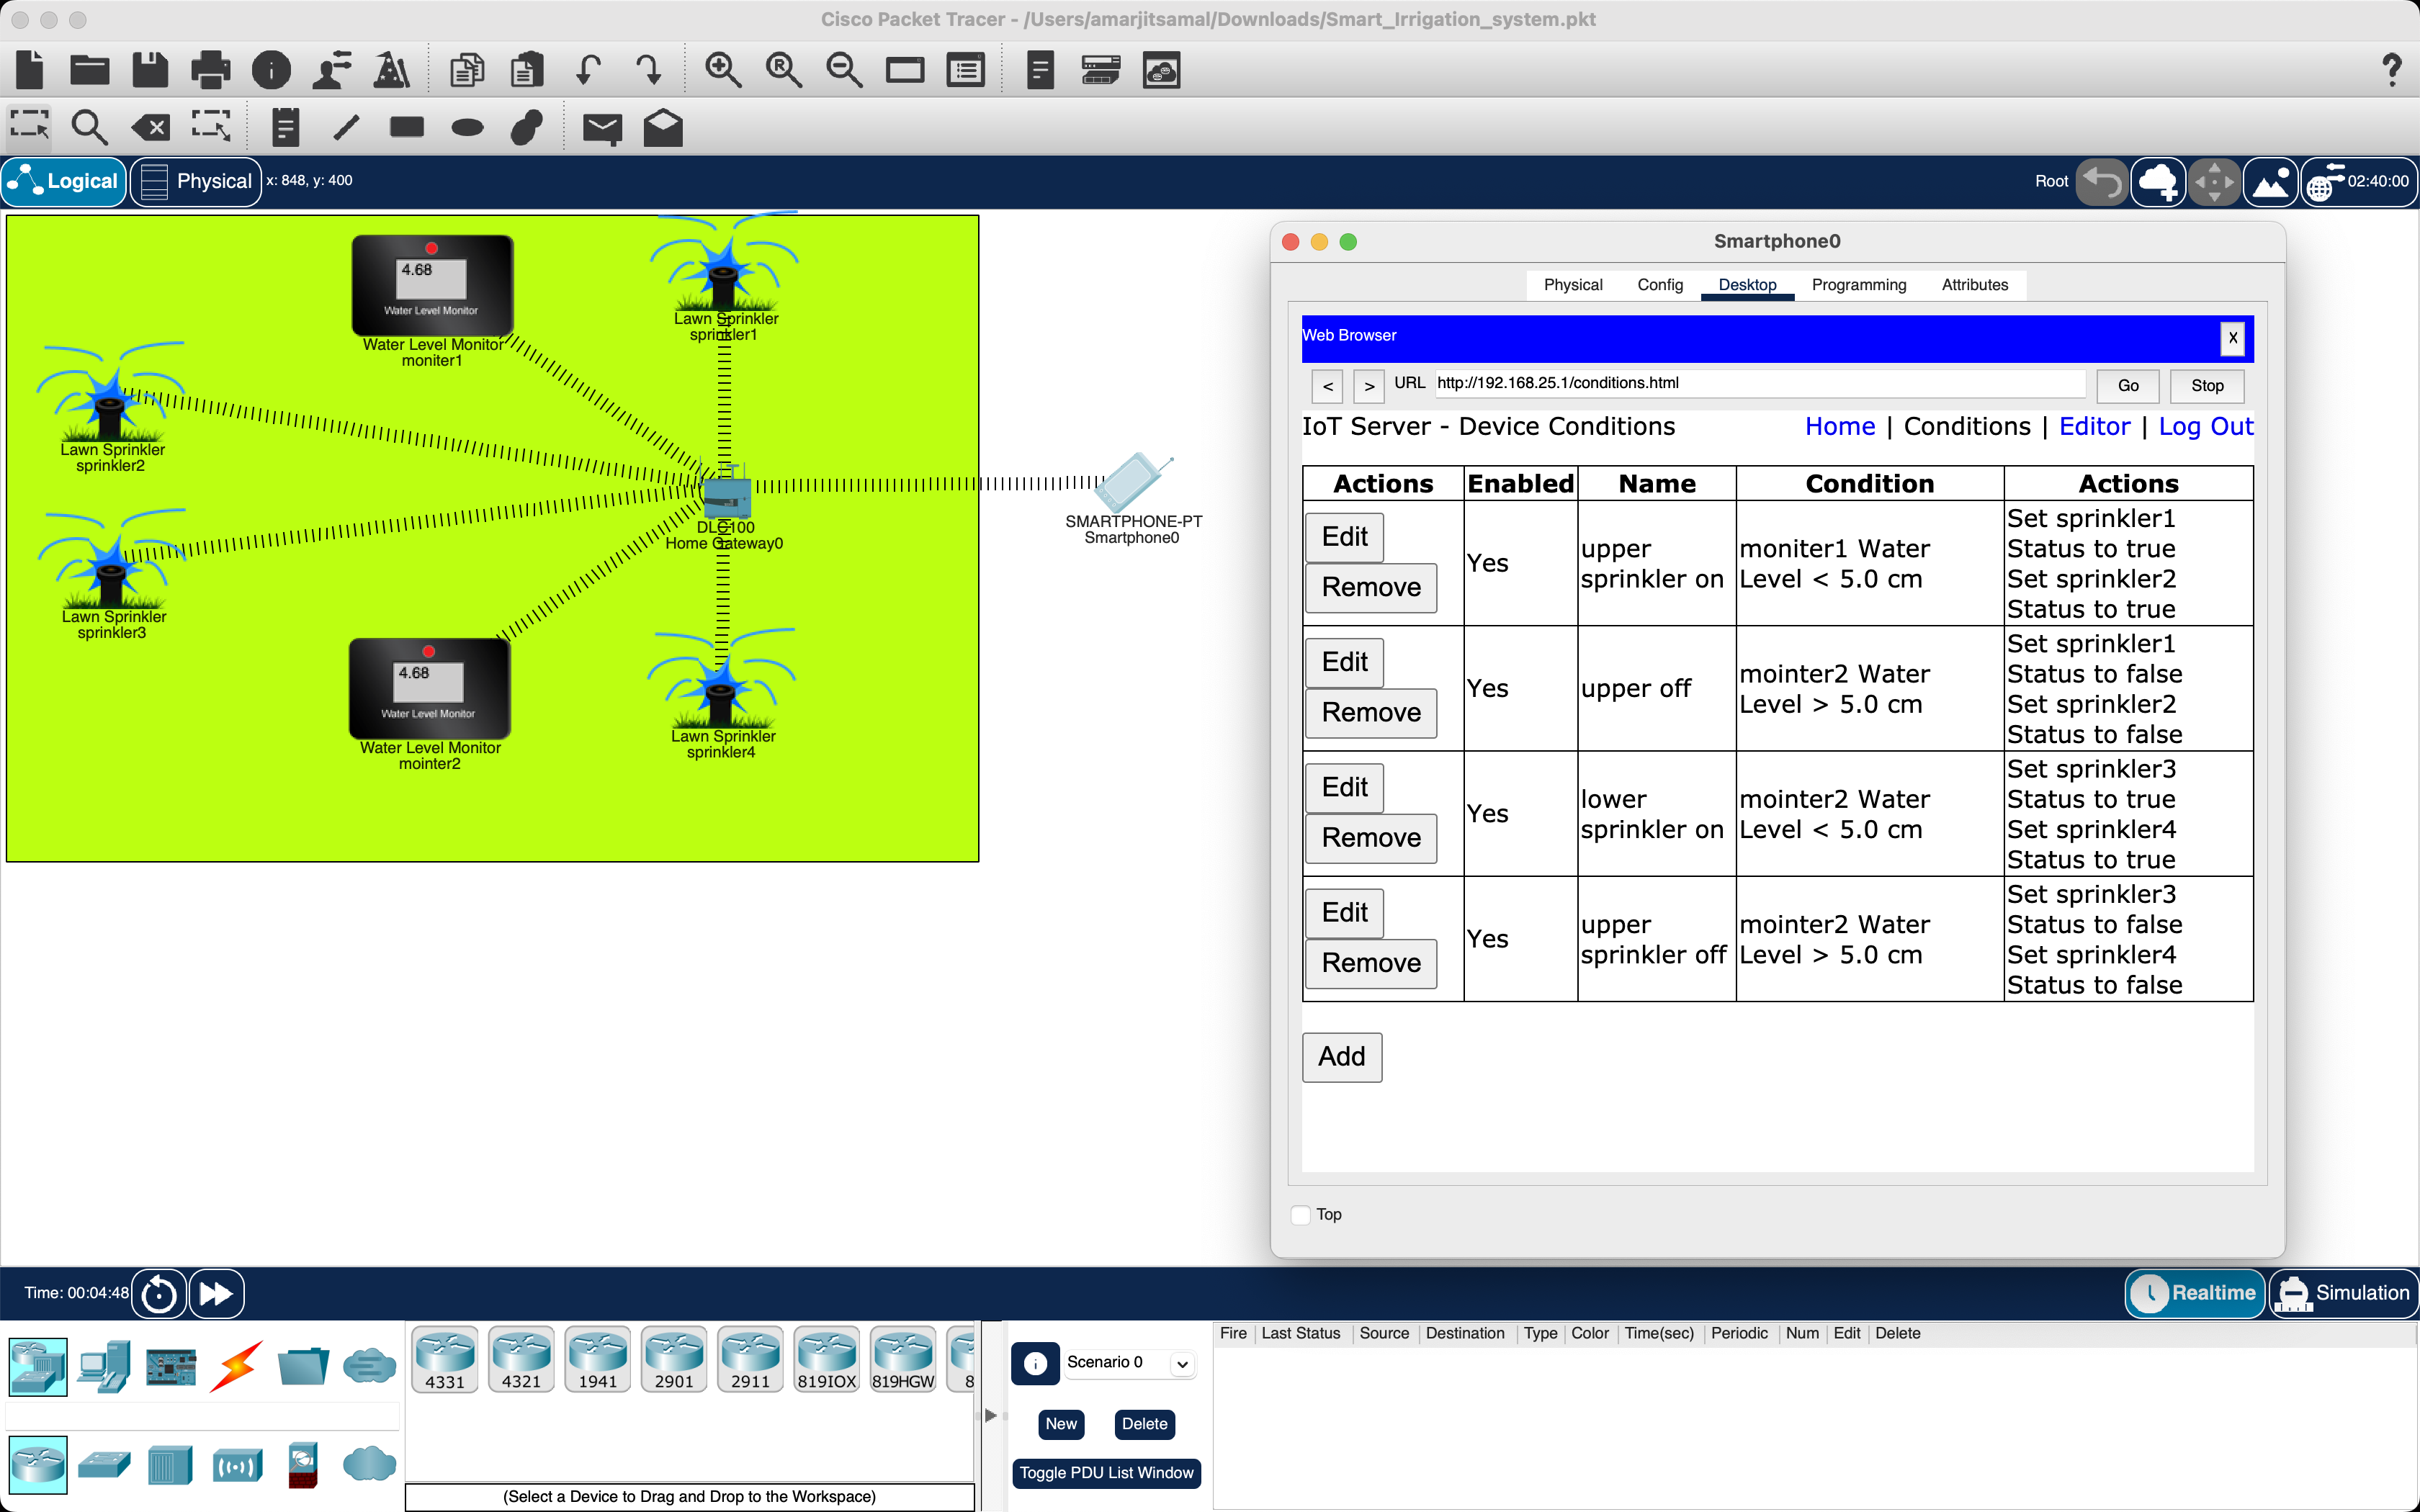 Cisco Packet Tracer - /Users/amarjitsamal/Downloads/Smart_Irrigation_system.pkt
Logical
Physical
x: 848, y: 400
Root
02:40:00
4.68
Water Level Monitor
Water Level Monitor
moniter1
Lawn Sprinkler
sprinkler1
Lawn Sprinkler
sprinkler2
DLC100
Home Gateway0
SMARTPHONE-PT
Smartphone0
Lawn Sprinkler
sprinkler3
4.68
Water Level Monitor
Water Level Monitor
mointer2
Lawn Sprinkler
sprinkler4
Smartphone0
Physical Config Desktop Programming Attributes
Web Browser X
< > URL http://192.168.25.1/conditions.html Go Stop
IoT Server - Device Conditions Home | Conditions | Editor | Log Out
Actions Enabled Name Condition Actions
Edit
Remove
Yes
upper
sprinkler on
moniter1 Water
Level < 5.0 cm
Set sprinkler1
Status to true
Set sprinkler2
Status to true
Edit
Remove
Yes
upper off
mointer2 Water
Level > 5.0 cm
Set sprinkler1
Status to false
Set sprinkler2
Status to false
Edit
Remove
Yes
lower
sprinkler on
mointer2 Water
Level < 5.0 cm
Set sprinkler3
Status to true
Set sprinkler4
Status to true
Edit
Remove
Yes
upper
sprinkler off
mointer2 Water
Level > 5.0 cm
Set sprinkler3
Status to false
Set sprinkler4
Status to false
Add
Top
Time: 00:04:48
Realtime
Simulation
4331 4321 1941 2901 2911 819IOX 819HGW 8
(Select a Device to Drag and Drop to the Workspace)
Scenario 0
New Delete
Toggle PDU List Window
Fire Last Status Source Destination Type Color Time(sec) Periodic Num Edit Delete